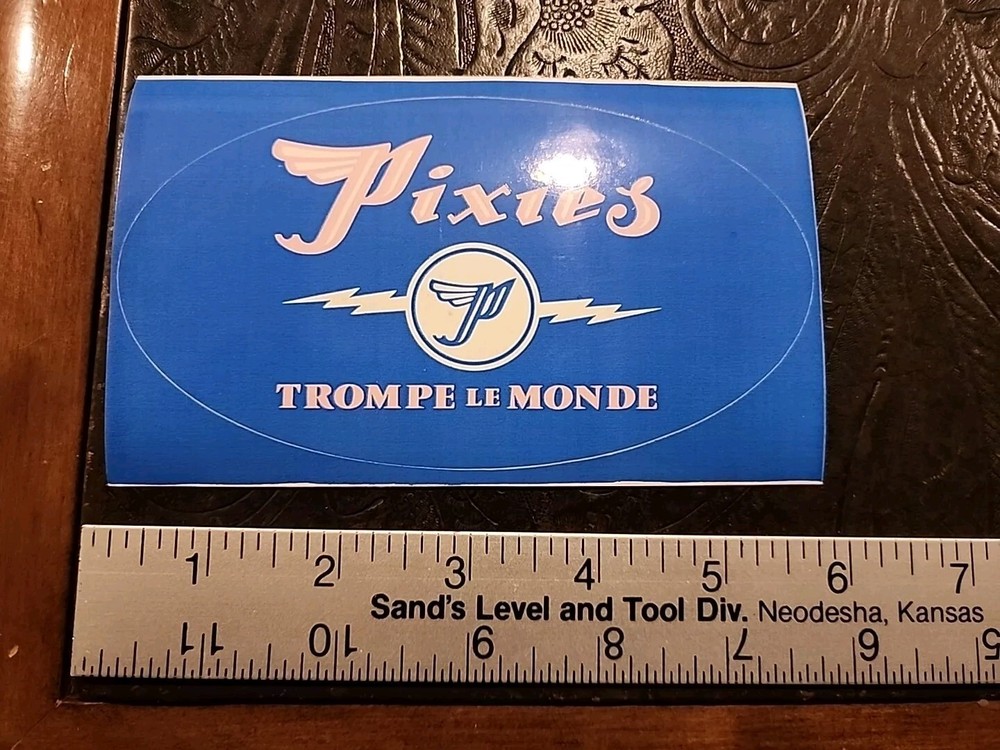 Pixies
P
TROMPE LE MONDE
1 2 3 4 5 6 7
Sand's Level and Tool Div. Neodesha, Kansas
11 10 9 8 7 6 5